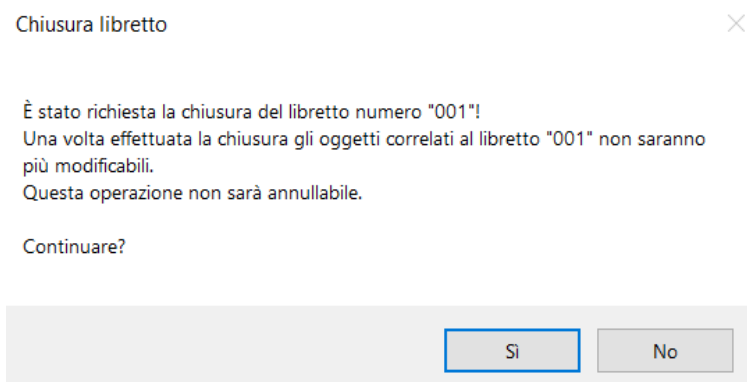 Chiusura libretto
È stato richiesta la chiusura del libretto numero "001"!
Una volta effettuata la chiusura gli oggetti correlati al libretto "001" non saranno
più modificabili.
Questa operazione non sarà annullabile.
Continuare?
Sì
No